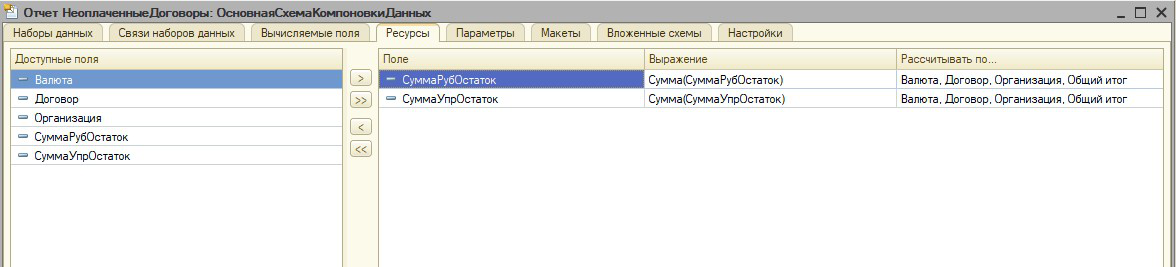 Отчет НеоплаченныеДоговоры: ОсновнаяСхемаКомпоновкиДанных
Наборы данных Связи наборов данных Вычисляемые поля Ресурсы Параметры Макеты Вложенные схемы Настройки
Доступные поля
Валюта
Договор
Организация
СуммаРубОстаток
СуммаУпрОстаток
>
>>
<
<<
Поле Выражение Рассчитывать по...
СуммаРубОстаток Сумма(СуммаРубОстаток) Валюта, Договор, Организация, Общий итог
СуммаУпрОстаток Сумма(СуммаУпрОстаток) Валюта, Договор, Организация, Общий итог